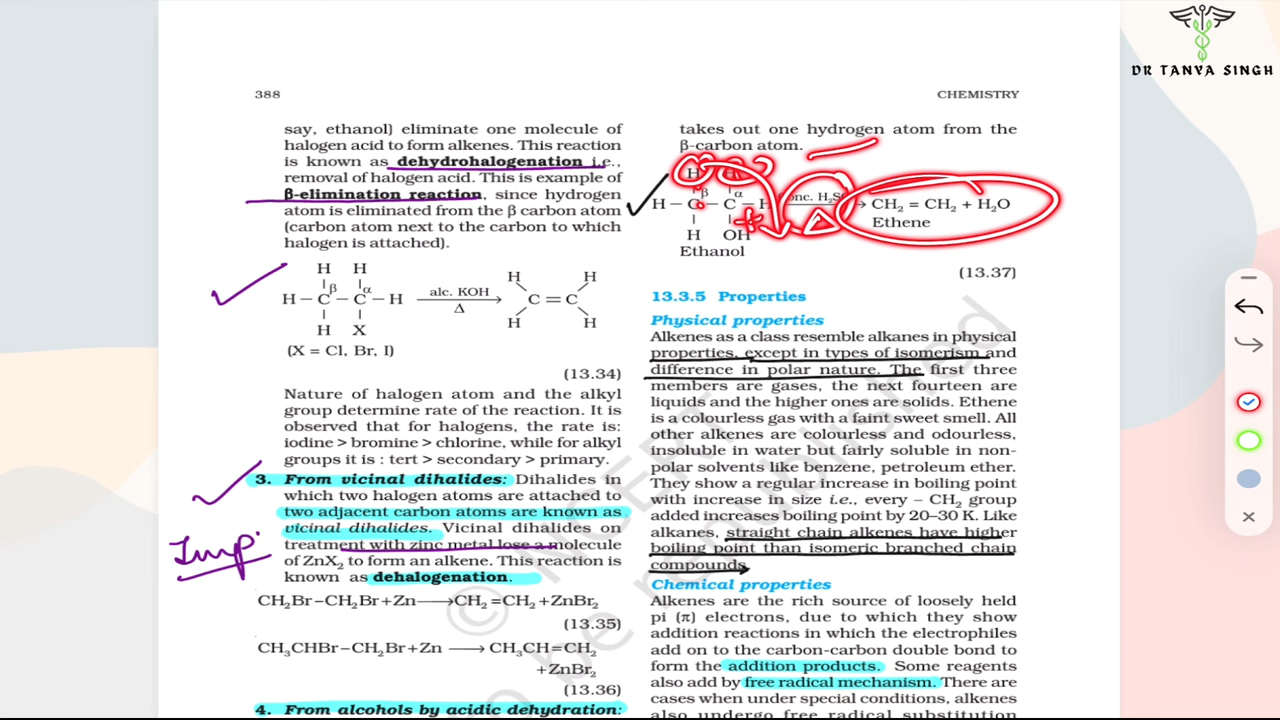 DR TANYA SINGH
388
CHEMISTRY
say, ethanol) eliminate one molecule of
halogen acid to form alkenes. This reaction
is known as dehydrohalogenation i.e.,
removal of halogen acid. This is example of
β-elimination reaction, since hydrogen
atom is eliminated from the β carbon atom
(carbon atom next to the carbon to which
halogen is attached).
H H
β α
H – C – C – H
H X
alc. KOH
Δ
H H
C = C
H H
(X = Cl, Br, I)
(13.34)
Nature of halogen atom and the alkyl
group determine rate of the reaction. It is
observed that for halogens, the rate is:
iodine > bromine > chlorine, while for alkyl
groups it is : tert > secondary > primary.
3. From vicinal dihalides: Dihalides in
which two halogen atoms are attached to
two adjacent carbon atoms are known as
vicinal dihalides. Vicinal dihalides on
treatment with zinc metal lose a molecule
of ZnX₂ to form an alkene. This reaction is
known as dehalogenation.
Imp.
CH₂Br–CH₂Br+Zn ⟶ CH₂=CH₂+ZnBr₂
(13.35)
CH₃CHBr–CH₂Br+Zn ⟶ CH₃CH=CH₂
+ZnBr₂
(13.36)
4. From alcohols by acidic dehydration:
takes out one hydrogen atom from the
β-carbon atom.
H
β α
H – C – C – H
H OH
Δ
→ CH₂ = CH₂ + H₂O
Ethene
Ethanol
(13.37)
13.3.5 Properties
Physical properties
Alkenes as a class resemble alkanes in physical
properties, except in types of isomerism and
difference in polar nature. The first three
members are gases, the next fourteen are
liquids and the higher ones are solids. Ethene
is a colourless gas with a faint sweet smell. All
other alkenes are colourless and odourless,
insoluble in water but fairly soluble in non-
polar solvents like benzene, petroleum ether.
They show a regular increase in boiling point
with increase in size i.e., every – CH₂ group
added increases boiling point by 20–30 K. Like
alkanes, straight chain alkenes have higher
boiling point than isomeric branched chain
compounds.
Chemical properties
Alkenes are the rich source of loosely held
pi (π) electrons, due to which they show
addition reactions in which the electrophiles
add on to the carbon-carbon double bond to
form the addition products. Some reagents
also add by free radical mechanism. There are
cases when under special conditions, alkenes
also undergo free radical substitution
© NCERT
be republished